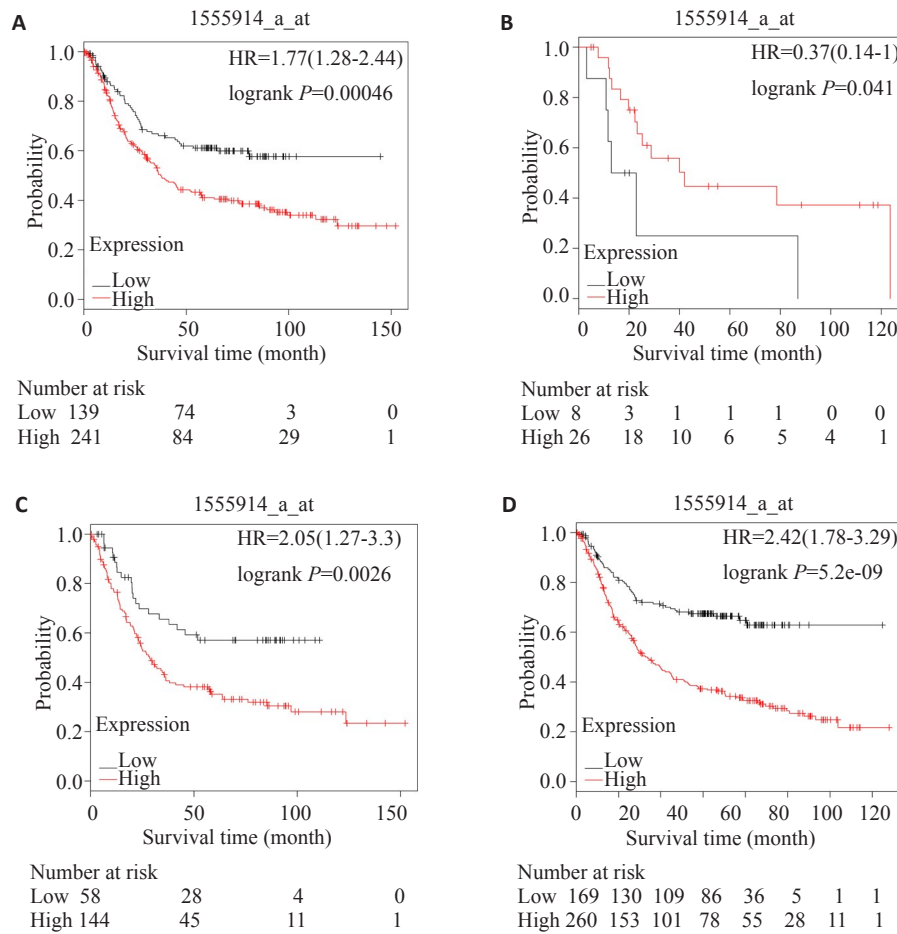 A
1555914_a_at
HR=1.77(1.28-2.44)
logrank P=0.00046
Probability
1.0
0.8
0.6
0.4
0.2
0.0
Expression
Low
High
0 50 100 150
Survival time (month)
Number at risk
Low 139 74 3 0
High 241 84 29 1
B
1555914_a_at
HR=0.37(0.14-1)
logrank P=0.041
Probability
1.0
0.8
0.6
0.4
0.2
0.0
Expression
Low
High
0 20 40 60 80 100 120
Survival time (month)
Number at risk
Low 8 3 1 1 1 0 0
High 26 18 10 6 5 4 1
C
1555914_a_at
HR=2.05(1.27-3.3)
logrank P=0.0026
Probability
1.0
0.8
0.6
0.4
0.2
0.0
Expression
Low
High
0 50 100 150
Survival time (month)
Number at risk
Low 58 28 4 0
High 144 45 11 1
D
1555914_a_at
HR=2.42(1.78-3.29)
logrank P=5.2e-09
Probability
1.0
0.8
0.6
0.4
0.2
0.0
Expression
Low
High
0 20 40 60 80 100 120
Survival time (month)
Number at risk
Low 169 130 109 86 36 5 1 1
High 260 153 101 78 55 28 11 1